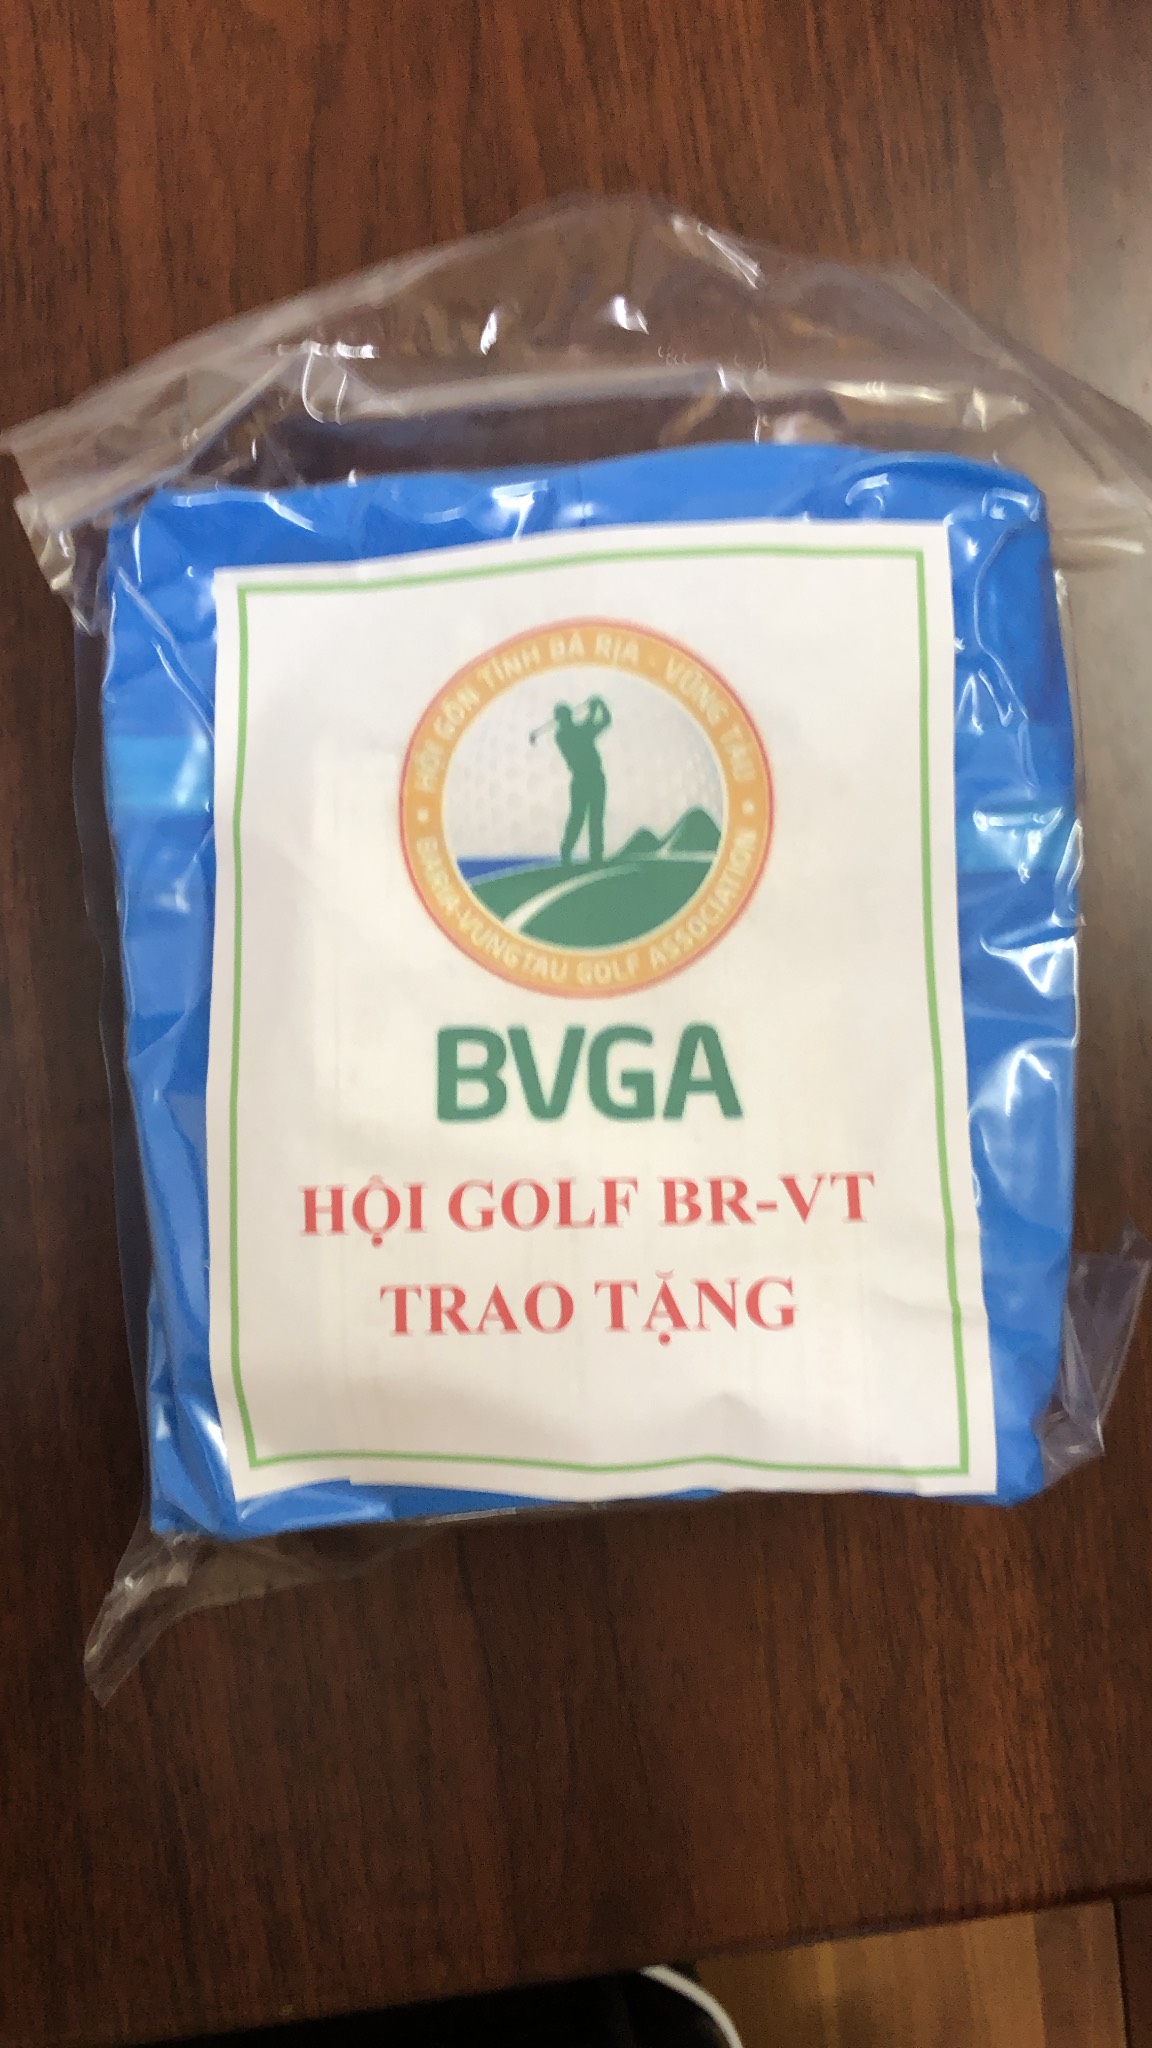 HỘI GÔN TỈNH BÀ RỊA - VŨNG TÀU
BARIA-VUNGTAU GOLF ASSOCIATION
BVGA
HỘI GOLF BR-VT
TRAO TẶNG